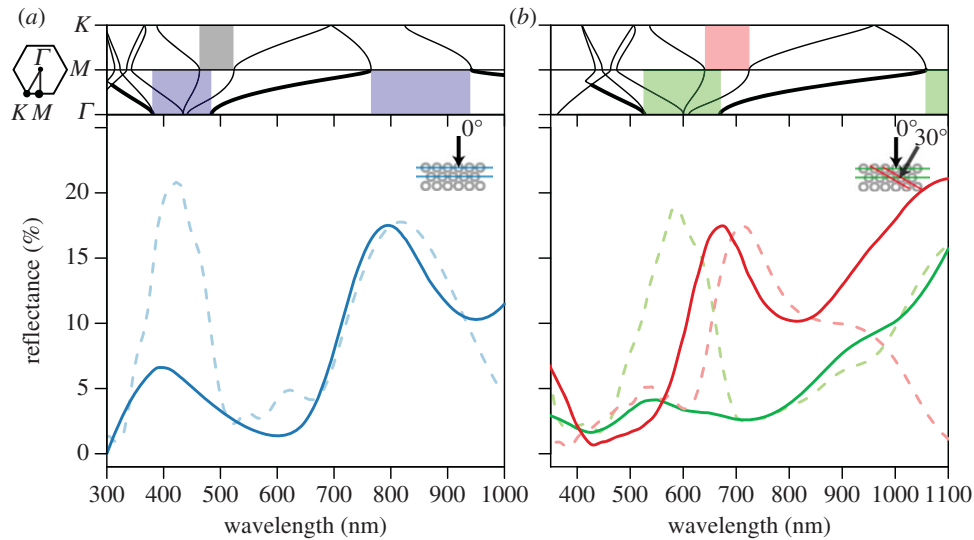 (a)
(b)
K
M
Γ
Γ
K M
0°
0° 30°
reflectance (%)
20
15
10
5
0
300 400 500 600 700 800 900 1000
400 500 600 700 800 900 1000 1100
wavelength (nm)
wavelength (nm)